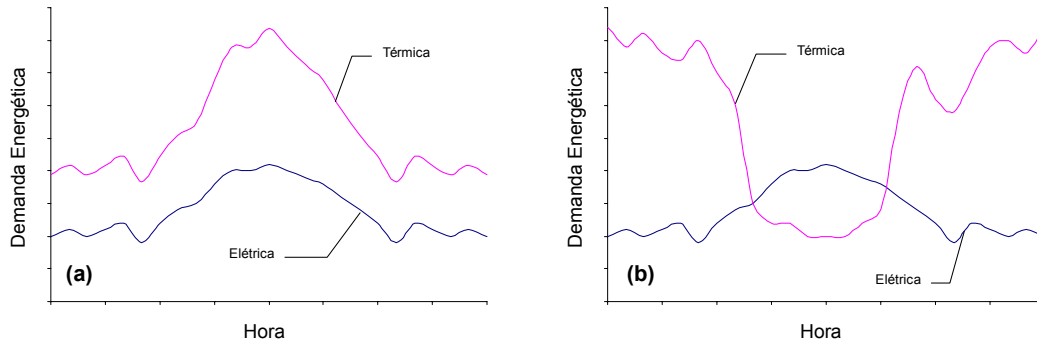 Demanda Energética
Térmica
Elétrica
(a)
Hora
Demanda Energética
Térmica
Elétrica
(b)
Hora